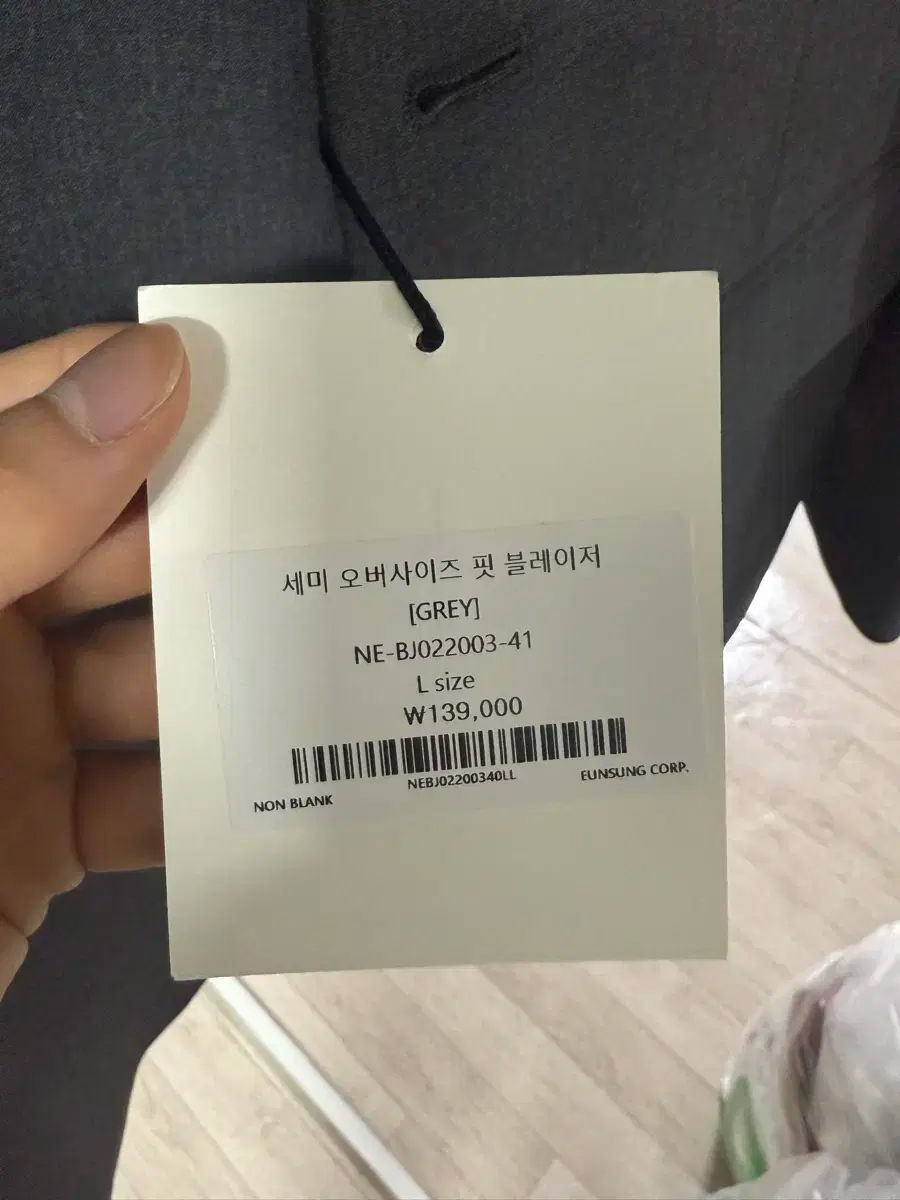 세미 오버사이즈 핏 블레이저
[GREY]
NE-BJ022003-41
L size
₩139,000
NEBJ02200340LL
NON BLANK
EUNSUNG CORP.